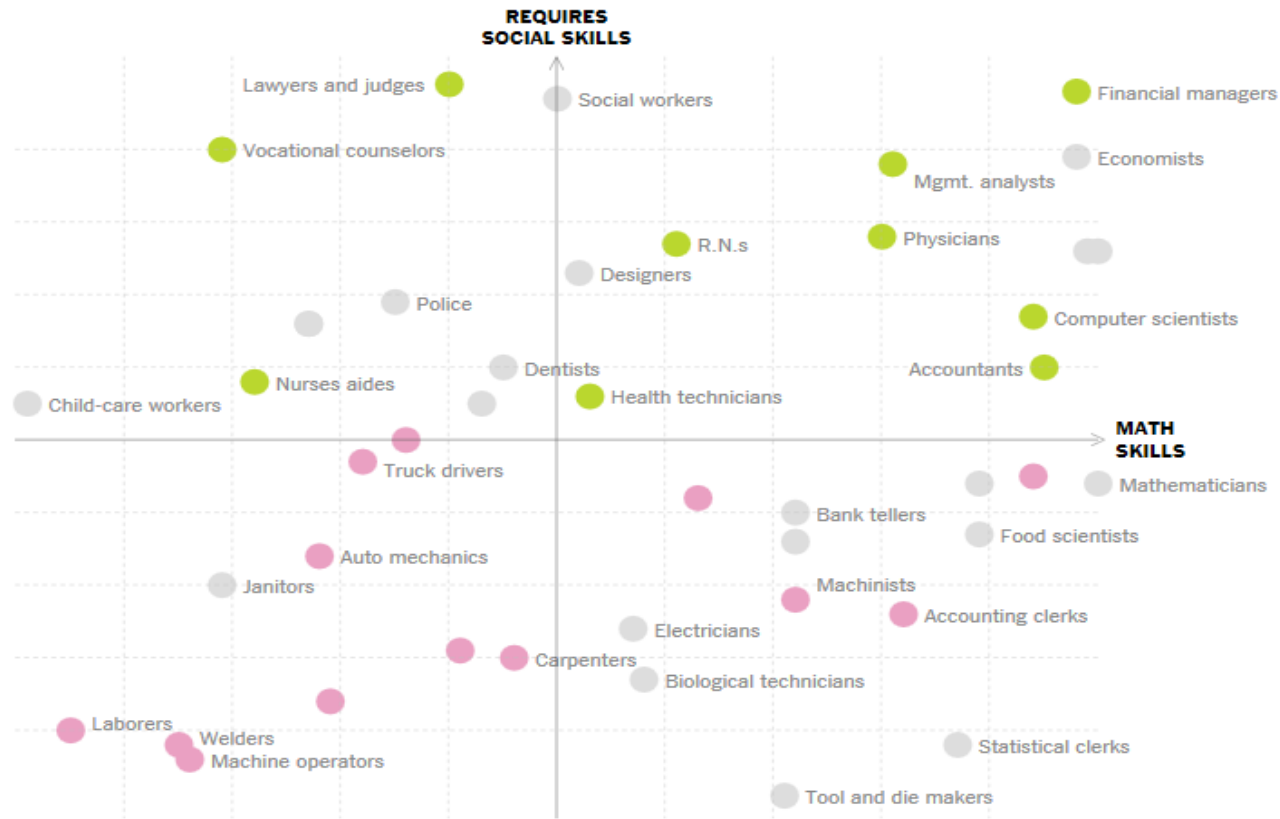 REQUIRES
SOCIAL SKILLS
Lawyers and judges
Social workers
Financial managers
Vocational counselors
Economists
Mgmt. analysts
R.N.s
Physicians
Designers
Police
Computer scientists
Dentists
Accountants
Nurses aides
Health technicians
Child-care workers
MATH
SKILLS
Truck drivers
Mathematicians
Bank tellers
Food scientists
Auto mechanics
Janitors
Machinists
Accounting clerks
Electricians
Carpenters
Biological technicians
Laborers
Welders
Statistical clerks
Machine operators
Tool and die makers